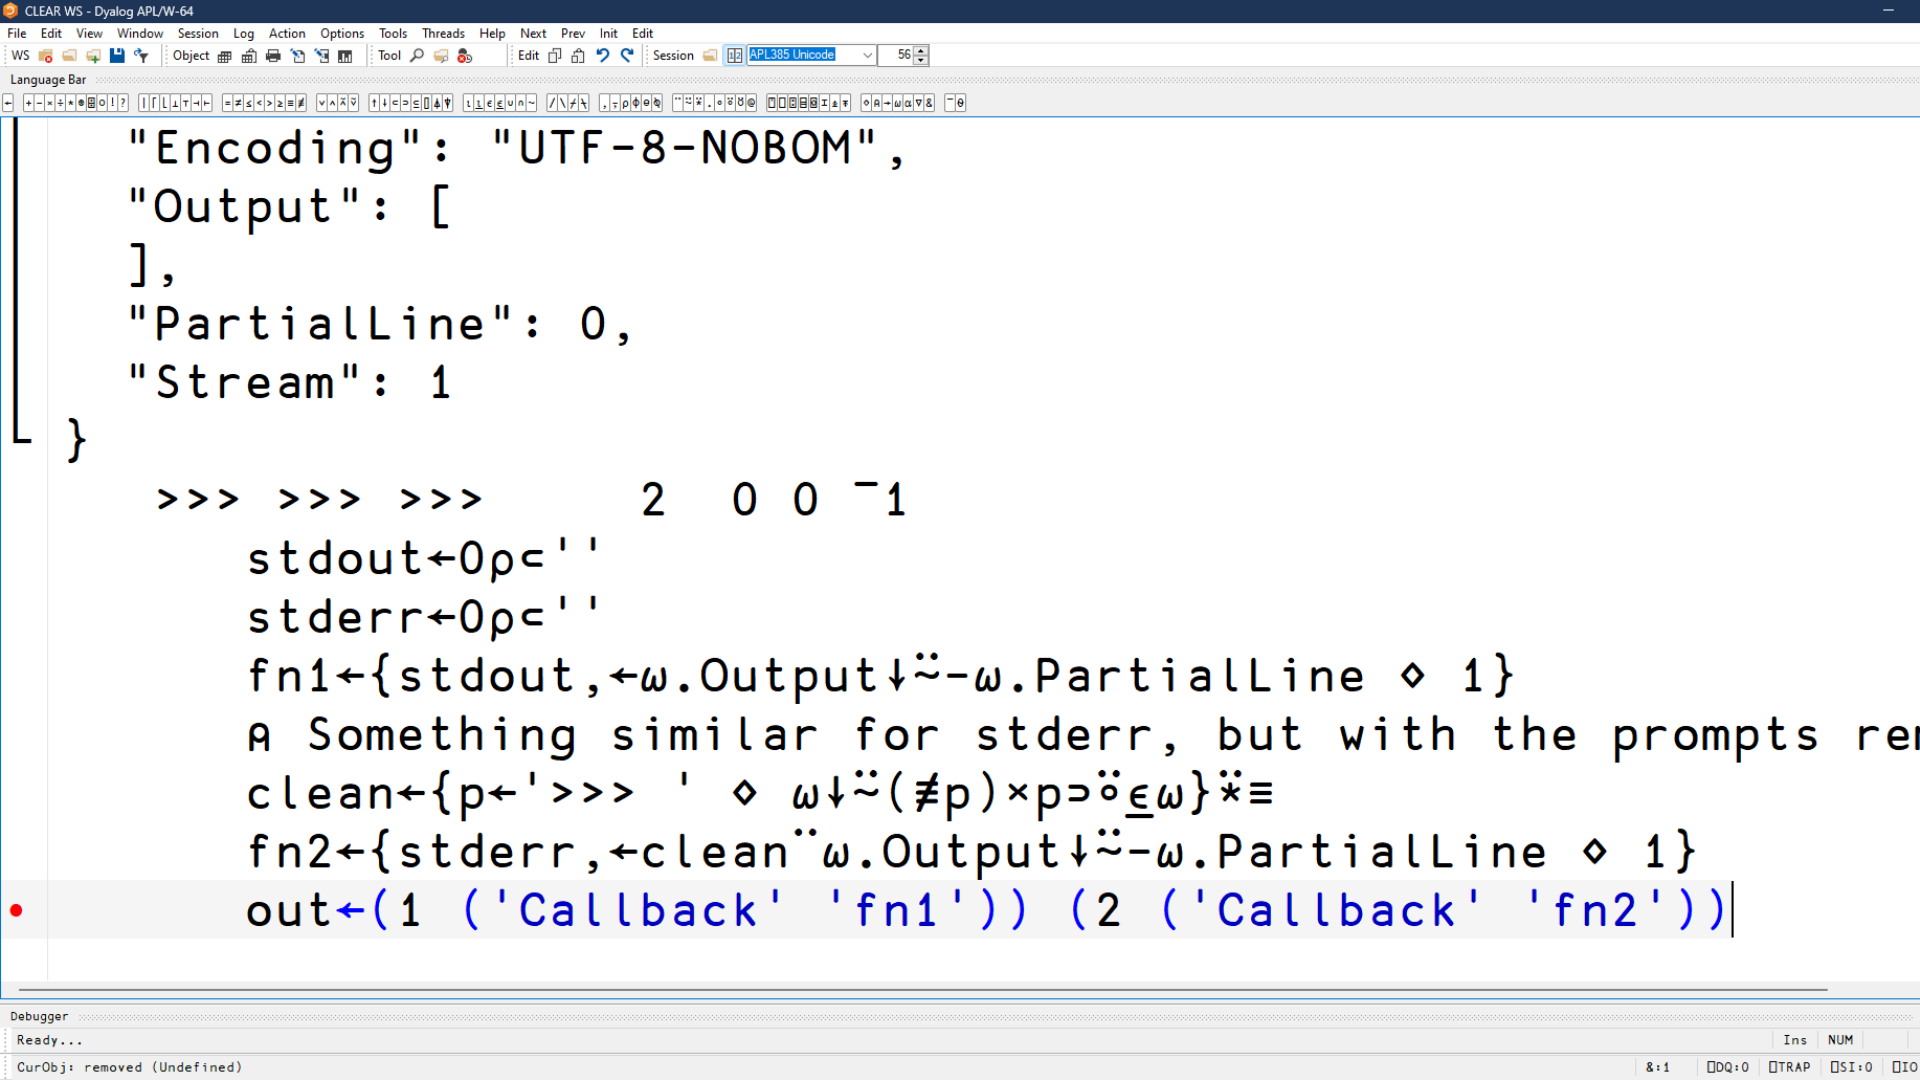 CLEAR WS - Dyalog APL/W-64
File Edit View Window Session Log Action Options Tools Threads Help Next Prev Init Edit
WS Object Tool Edit Session APL385 Unicode 56
Language Bar
"Encoding": "UTF-8-NOBOM",
"Output": [
],
"PartialLine": 0,
"Stream": 1
}
>>> >>> >>> 2 0 0 ¯1
stdout←0⍴⊂''
stderr←0⍴⊂''
fn1←{stdout,←⍵.Output↓⍨-⍵.PartialLine ⋄ 1}
⍝ Something similar for stderr, but with the prompts
clean←{p←'>>> ' ⋄ ⍵↓⍨(≢p)×p⊃⍥⍷⍵}⍣≡
fn2←{stderr,←clean¨⍵.Output↓⍨-⍵.PartialLine ⋄ 1}
out←(1 ('Callback' 'fn1')) (2 ('Callback' 'fn2'))
Debugger
Ready...
Ins NUM
CurObj: removed (Undefined)
&:1 ⎕DQ:0 ⎕TRAP ⎕SI:0 ⎕IO